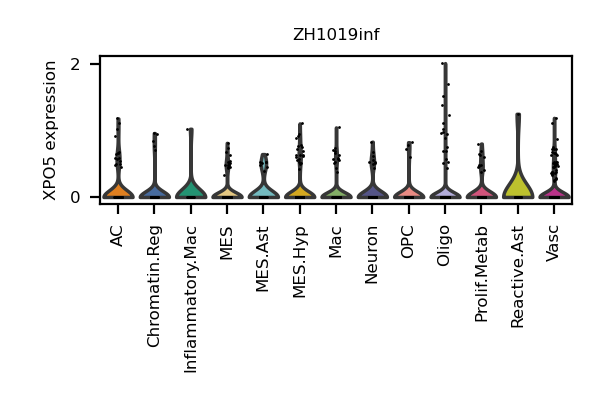 ZH1019inf
XPO5 expression
2
0
AC
Chromatin.Reg
Inflammatory.Mac
MES
MES.Ast
MES.Hyp
Mac
Neuron
OPC
Oligo
Prolif.Metab
Reactive.Ast
Vasc